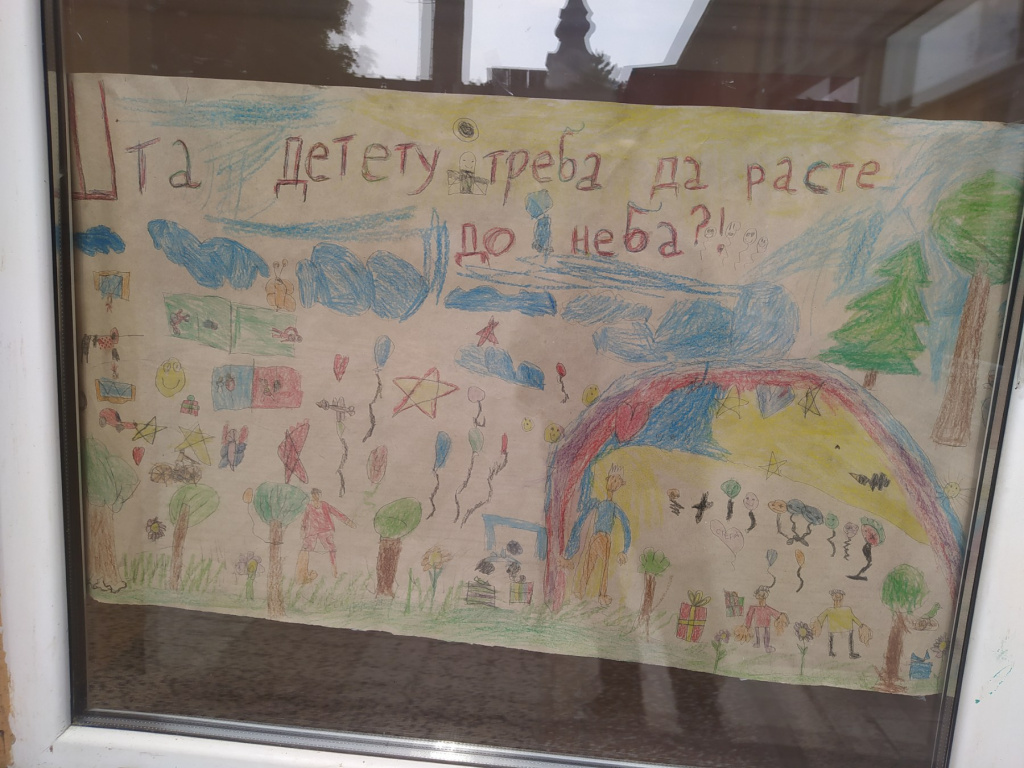 Шта детету треба да расте
до неба?!